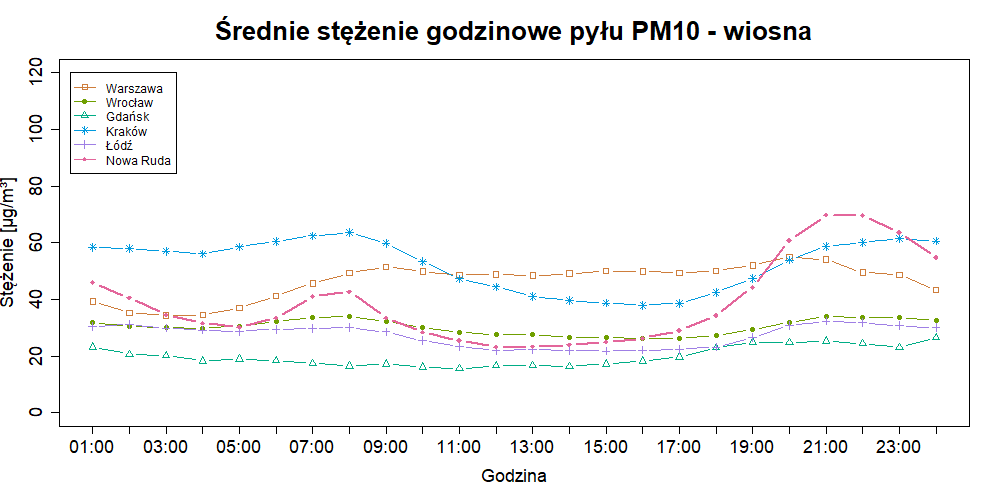 Średnie stężenie godzinowe pyłu PM10 - wiosna
Stężenie [µg/m³]
120
100
80
60
40
20
0
Warszawa
Wrocław
Gdańsk
Kraków
Łódź
Nowa Ruda
01:00 03:00 05:00 07:00 09:00 11:00 13:00 15:00 17:00 19:00 21:00 23:00
Godzina